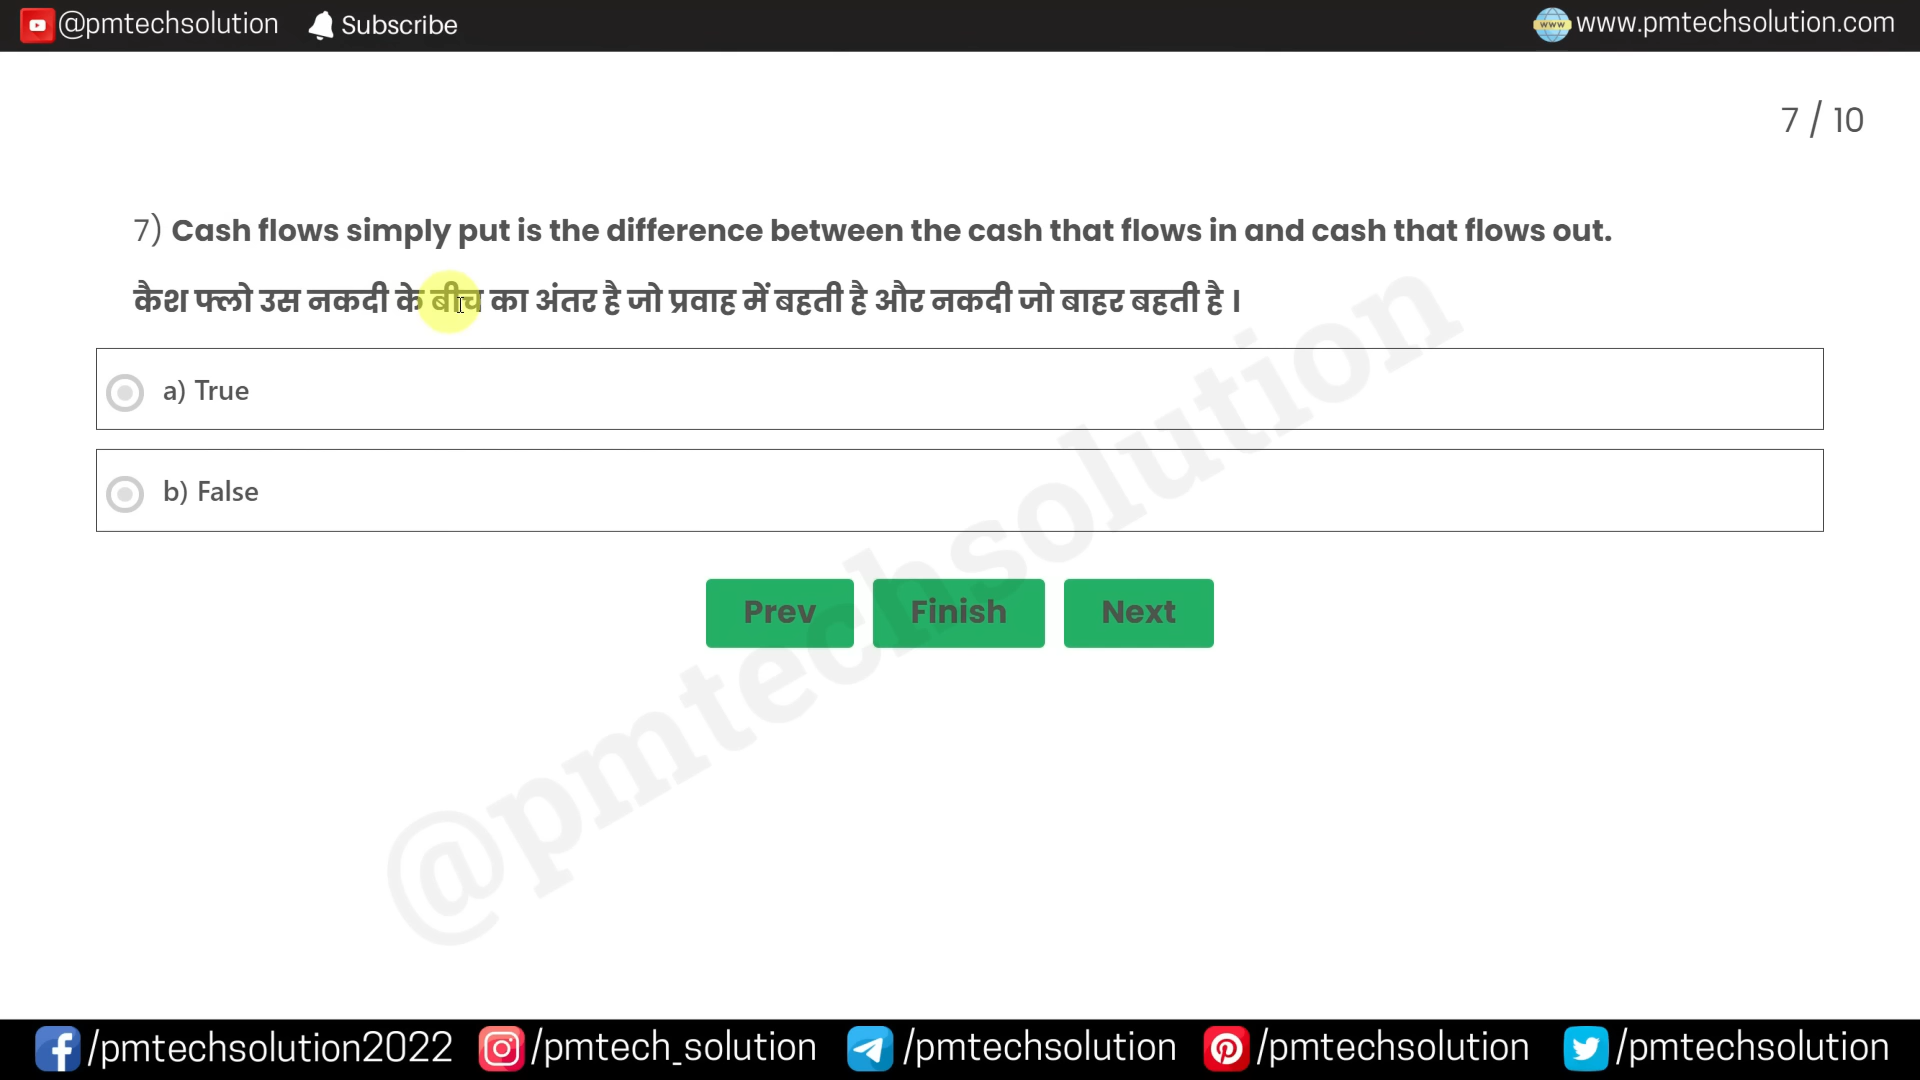 @pmtechsolution Subscribe www.pmtechsolution.com
7 / 10
7) Cash flows simply put is the difference between the cash that flows in and cash that flows out.
कैश फ्लो उस नकदी के बीच का अंतर है जो प्रवाह में बहती है और नकदी जो बाहर बहती है ।
a) True
b) False
Prev Finish Next
@pmtechsolution
/pmtechsolution2022 /pmtech_solution /pmtechsolution /pmtechsolution /pmtechsolution